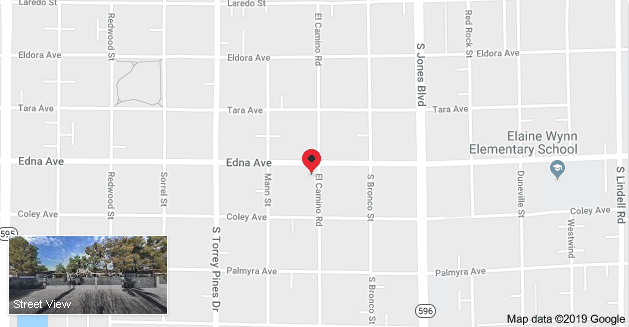 Laredo St
Laredo St
Redwood St
El Camino Rd
Red Rock St
Eldora Ave
Eldora Ave
Eldora Ave
S Jones Blvd
Tara Ave
Tara Ave
Tara Ave
Elaine Wynn
Elementary School
Edna Ave
Edna Ave
Redwood St
Sorrel St
Mann St
El Camino Rd
S Bronco St
Duneville St
S Lindell Rd
Coley Ave
Coley Ave
Westwind
595
S Torrey Pines Dr
Palmyra Ave
Palmyra Ave
S Bronco St
Street View
596
Map data ©2019 Google